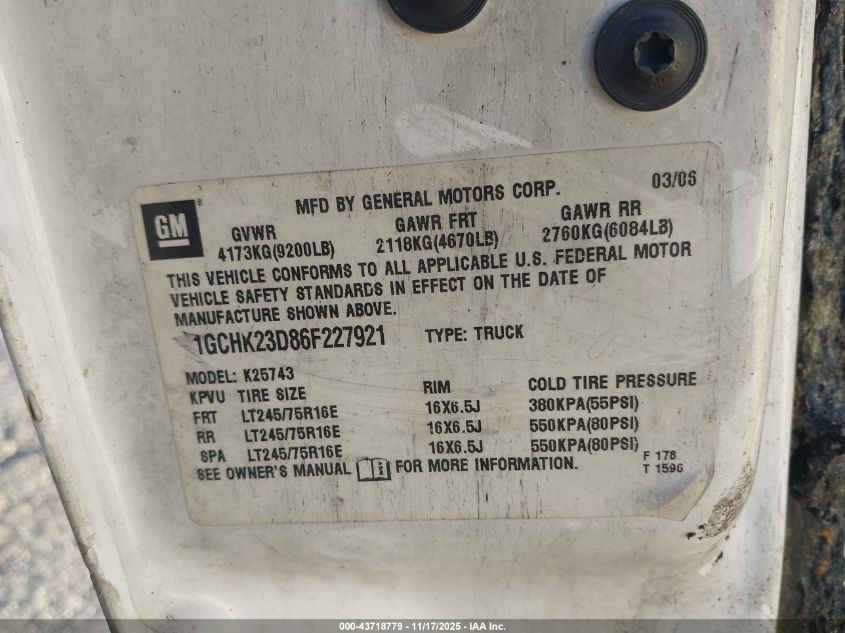 MFD BY GENERAL MOTORS CORP. 03/06
GM
GVWR GAWR FRT GAWR RR
4173KG(9200LB) 2118KG(4670LB) 2760KG(6084LB)
THIS VEHICLE CONFORMS TO ALL APPLICABLE U.S. FEDERAL MOTOR
VEHICLE SAFETY STANDARDS IN EFFECT ON THE DATE OF
MANUFACTURE SHOWN ABOVE.
1GCHK23D86F227921 TYPE: TRUCK
MODEL: K25743
KPVU TIRE SIZE RIM COLD TIRE PRESSURE
FRT LT245/75R16E 16X6.5J 380KPA(55PSI)
RR LT245/75R16E 16X6.5J 550KPA(80PSI)
SPA LT245/75R16E 16X6.5J 550KPA(80PSI)
SEE OWNER'S MANUAL FOR MORE INFORMATION.
F 178
T 1596
000-43718779 - 11/17/2025 - IAA Inc.